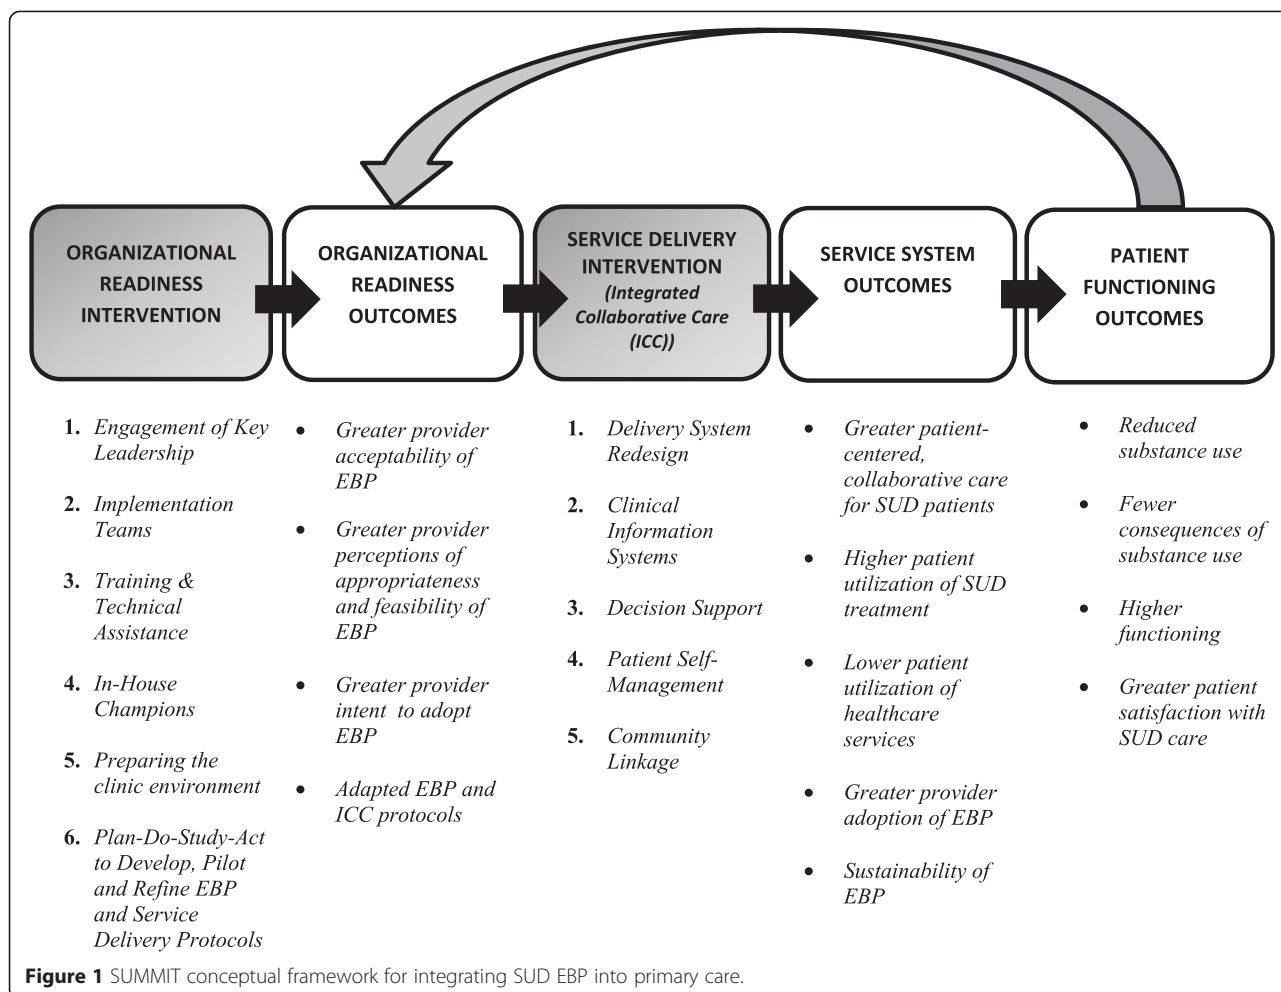 ORGANIZATIONAL
READINESS
INTERVENTION
ORGANIZATIONAL
READINESS
OUTCOMES
SERVICE DELIVERY
INTERVENTION
(Integrated
Collaborative Care
(ICC))
SERVICE SYSTEM
OUTCOMES
PATIENT
FUNCTIONING
OUTCOMES
1. Engagement of Key
Leadership
2. Implementation
Teams
3. Training &
Technical
Assistance
4. In-House
Champions
5. Preparing the
clinic environment
6. Plan-Do-Study-Act
to Develop, Pilot
and Refine EBP
and Service
Delivery Protocols
• Greater provider
acceptability of
EBP
• Greater provider
perceptions of
appropriateness
and feasibility of
EBP
• Greater provider
intent to adopt
EBP
• Adapted EBP and
ICC protocols
1. Delivery System
Redesign
2. Clinical
Information
Systems
3. Decision Support
4. Patient Self-
Management
5. Community
Linkage
• Greater patient-
centered,
collaborative care
for SUD patients
• Higher patient
utilization of SUD
treatment
• Lower patient
utilization of
healthcare
services
• Greater provider
adoption of EBP
• Sustainability of
EBP
• Reduced
substance use
• Fewer
consequences of
substance use
• Higher
functioning
• Greater patient
satisfaction with
SUD care
Figure 1 SUMMIT conceptual framework for integrating SUD EBP into primary care.